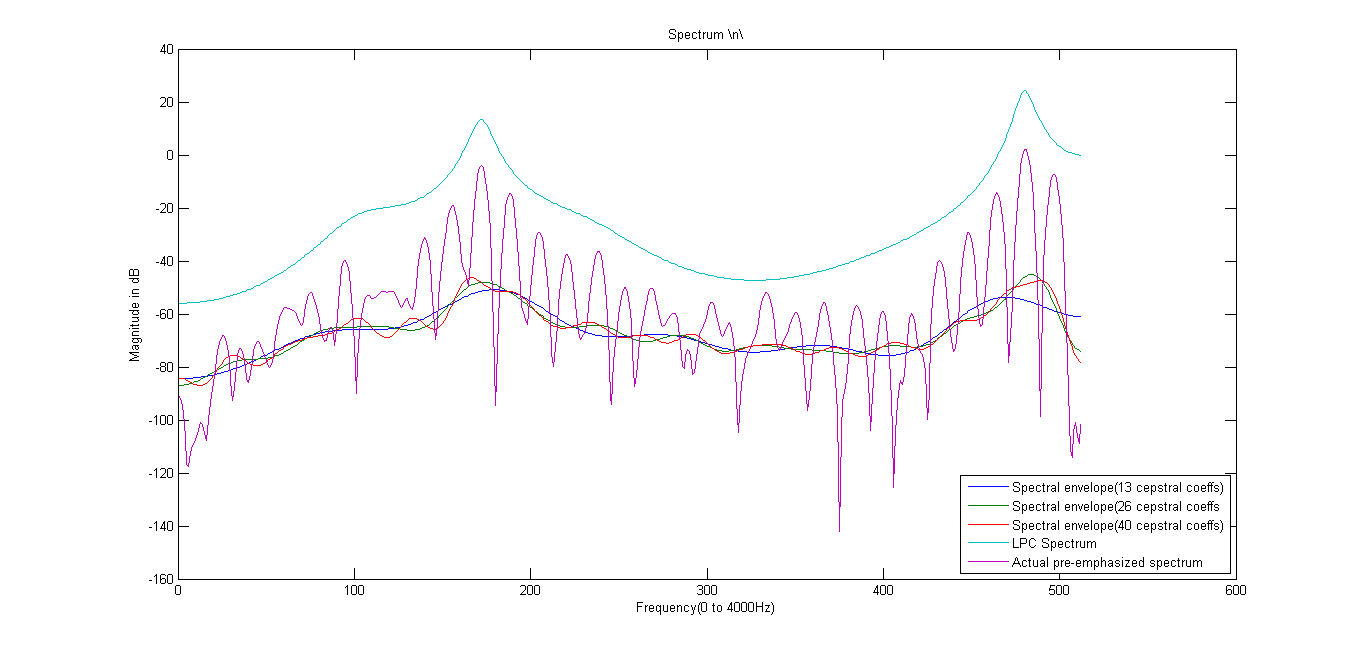 Spectrum \n\
Magnitude in dB
40
20
0
-20
-40
-60
-80
-100
-120
-140
-160
0 100 200 300 400 500 600
Frequency(0 to 4000Hz)
Spectral envelope(13 cepstral coeffs)
Spectral envelope(26 cepstral coeffs
Spectral envelope(40 cepstral coeffs)
LPC Spectrum
Actual pre-emphasized spectrum